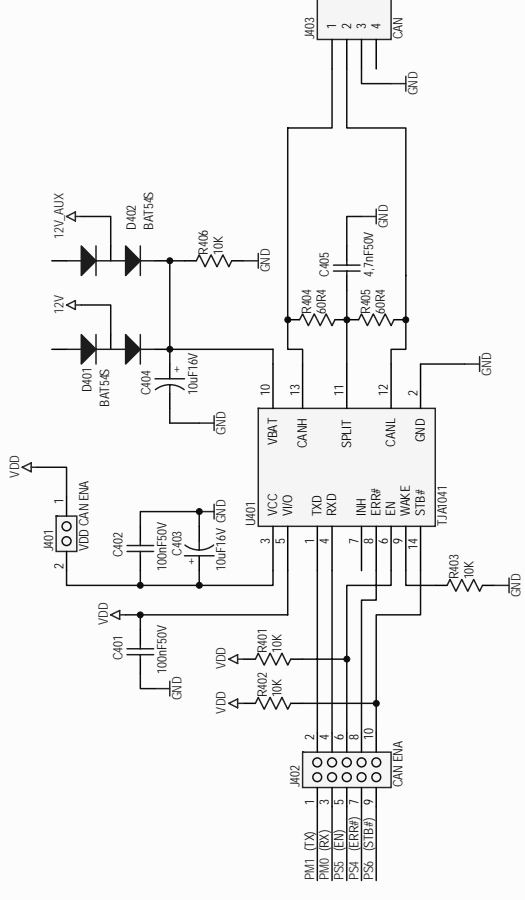 J403
1
2
3
4
CAN
GND
12V_AUX
D402
BAT54S
R406
10K
GND
12V
D401
BAT54S
C404
+
10uF16V
GND
C405
4,7nF50V
GND
R404
60R4
R405
60R4
10
13
11
12
2
GND
U401
VBAT
CANH
SPLIT
CANL
GND
VCC
VI/O
TXD
RXD
INH
ERR#
EN
WAKE
STB#
TJA1041
3
5
1
4
7
8
6
9
14
VDD
J401
1
2
VDD CAN ENA
C402
100nF50V
C403
+
10uF16V
GND
VDD
C401
100nF50V
GND
VDD
R401
10K
VDD
R402
10K
R403
10K
GND
J402
2
4
6
8
10
CAN ENA
1
3
5
7
9
PM1 (TX)
PM0 (RX)
PS5 (EN)
PS4 (ERR#)
PS6 (STB#)